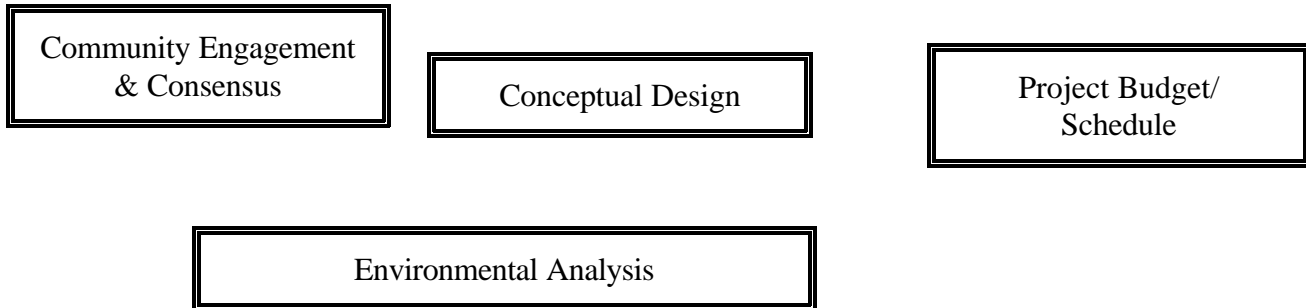 Community Engagement
& Consensus
Conceptual Design
Project Budget/
Schedule
Environmental Analysis